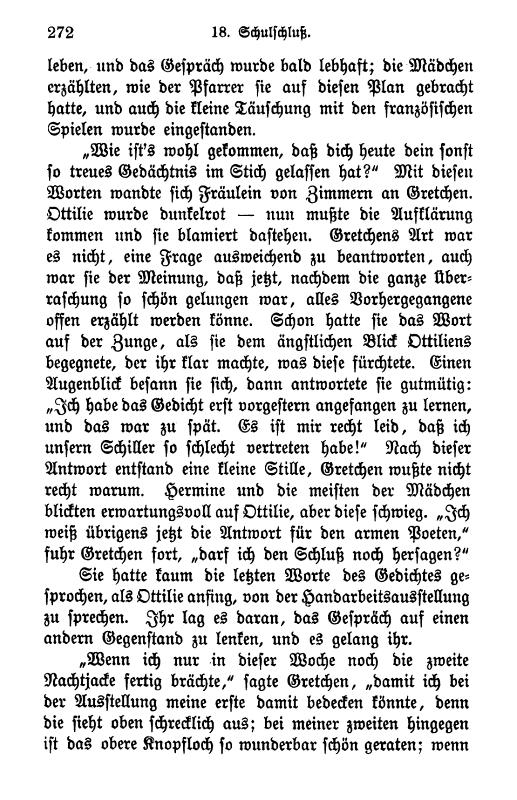 272 18. Schulschluß.
leben, und das Gespräch wurde bald lebhaft; die Mädchen
erzählten, wie der Pfarrer sie auf diesen Plan gebracht
hatte, und auch die kleine Täuschung mit den französischen
Spielen wurde eingestanden.
„Wie ist's wohl gekommen, daß dich heute dein sonst
so treues Gedächtnis im Stich gelassen hat?“ Mit diesen
Worten wandte sich Fräulein von Zimmern an Gretchen.
Ottilie wurde dunkelrot — nun mußte die Aufklärung
kommen und sie blamiert dastehen. Gretchens Art war
es nicht, eine Frage ausweichend zu beantworten, auch
war sie der Meinung, daß jetzt, nachdem die ganze Über-
raschung so schön gelungen war, alles Vorhergegangene
offen erzählt werden könne. Schon hatte sie das Wort
auf der Zunge, als sie dem ängstlichen Blick Ottiliens
begegnete, der ihr klar machte, was diese fürchtete. Einen
Augenblick besann sie sich, dann antwortete sie gutmütig:
„Ich habe das Gedicht erst vorgestern angefangen zu lernen,
und das war zu spät. Es ist mir recht leid, daß ich
unsern Schiller so schlecht vertreten habe!“ Nach dieser
Antwort entstand eine kleine Stille, Gretchen wußte nicht
recht warum. Hermine und die meisten der Mädchen
blickten erwartungsvoll auf Ottilie, aber diese schwieg. „Ich
weiß übrigens jetzt die Antwort für den armen Poeten,“
fuhr Gretchen fort, „darf ich den Schluß noch hersagen?“
Sie hatte kaum die letzten Worte des Gedichtes ge-
sprochen, als Ottilie anfing, von der Handarbeitsausstellung
zu sprechen. Ihr lag es daran, das Gespräch auf einen
andern Gegenstand zu lenken, und es gelang ihr.
„Wenn ich nur in dieser Woche noch die zweite
Nachtjacke fertig brächte,“ sagte Gretchen, „damit ich bei
der Ausstellung meine erste damit bedecken könnte, denn
die sieht oben schrecklich aus; bei meiner zweiten hingegen
ist das obere Knopfloch so wunderbar schön geraten; wenn